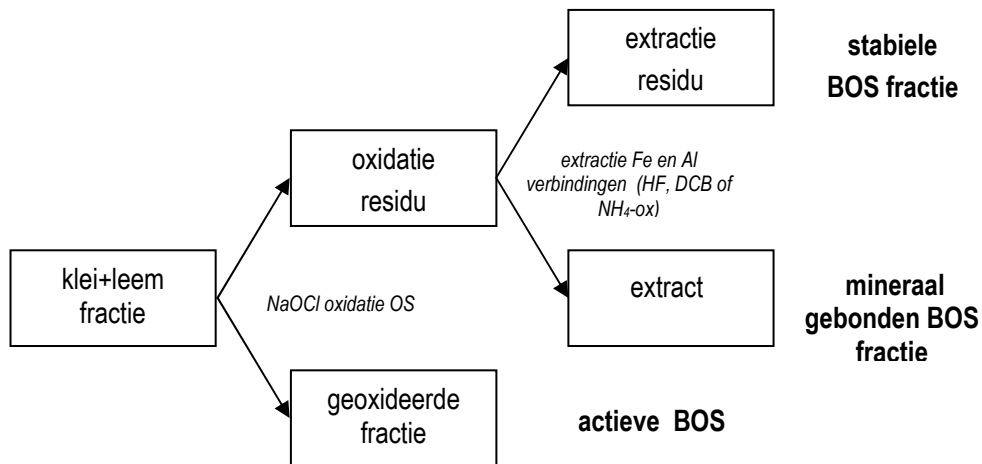 extractie
residu
stabiele
BOS fractie
oxidatie
residu
extractie Fe en Al
verbindingen (HF, DCB of
NH₄-ox)
klei+leem
fractie
NaOCl oxidatie OS
extract
mineraal
gebonden BOS
fractie
geoxideerde
fractie
actieve BOS